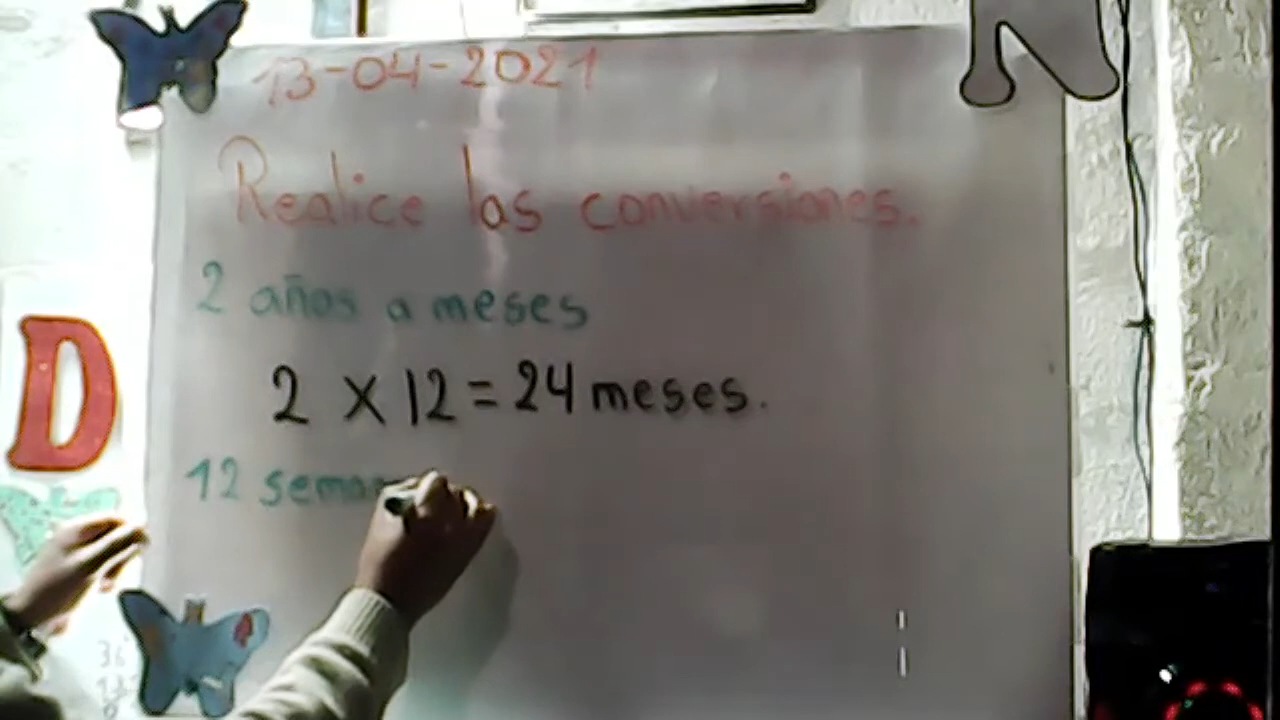 13-04-2021
Realice las conversiones.
2 años a meses
2 x 12 = 24 meses.
12
D
N